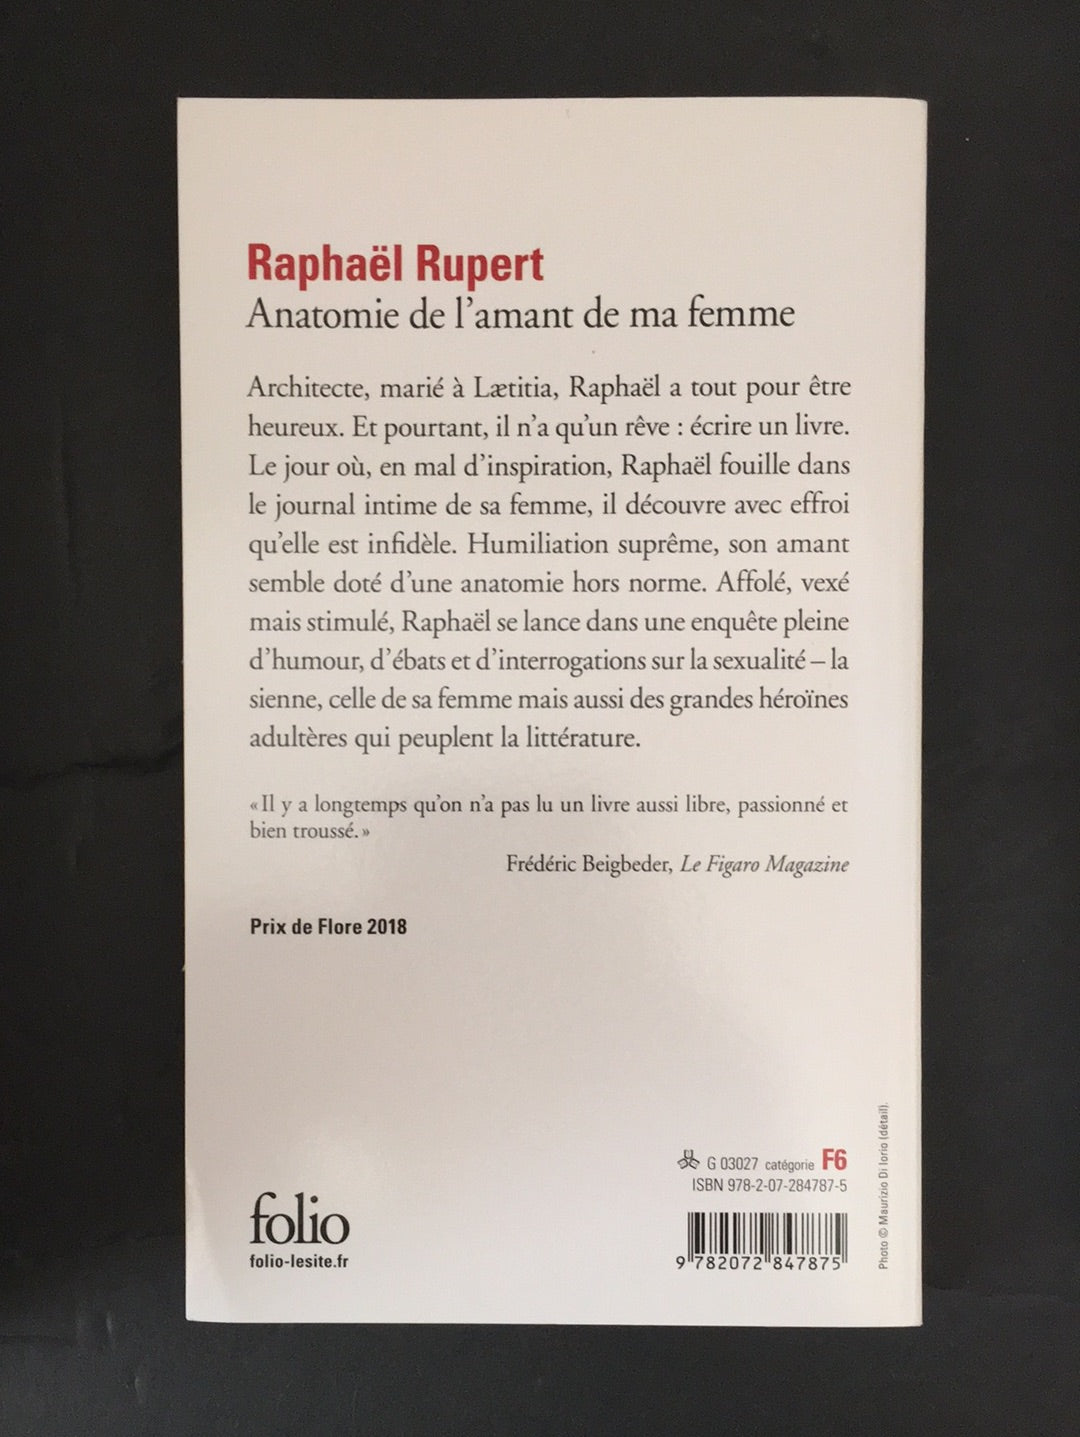 Raphaël Rupert
Anatomie de l’amant de ma femme
Architecte, marié à Lætitia, Raphaël a tout pour être
heureux. Et pourtant, il n’a qu’un rêve : écrire un livre.
Le jour où, en mal d’inspiration, Raphaël fouille dans
le journal intime de sa femme, il découvre avec effroi
qu’elle est infidèle. Humiliation suprême, son amant
semble doté d’une anatomie hors norme. Affolé, vexé
mais stimulé, Raphaël se lance dans une enquête pleine
d’humour, d’ébats et d’interrogations sur la sexualité – la
sienne, celle de sa femme mais aussi des grandes héroïnes
adultères qui peuplent la littérature.
« Il y a longtemps qu’on n’a pas lu un livre aussi libre, passionné et
bien troussé. »
Frédéric Beigbeder, Le Figaro Magazine
Prix de Flore 2018
G 03027 catégorie F6
ISBN 978-2-07-284787-5
9 782072 847875
folio
folio-lesite.fr
Photo © Maurizio Di Iorio (détail).